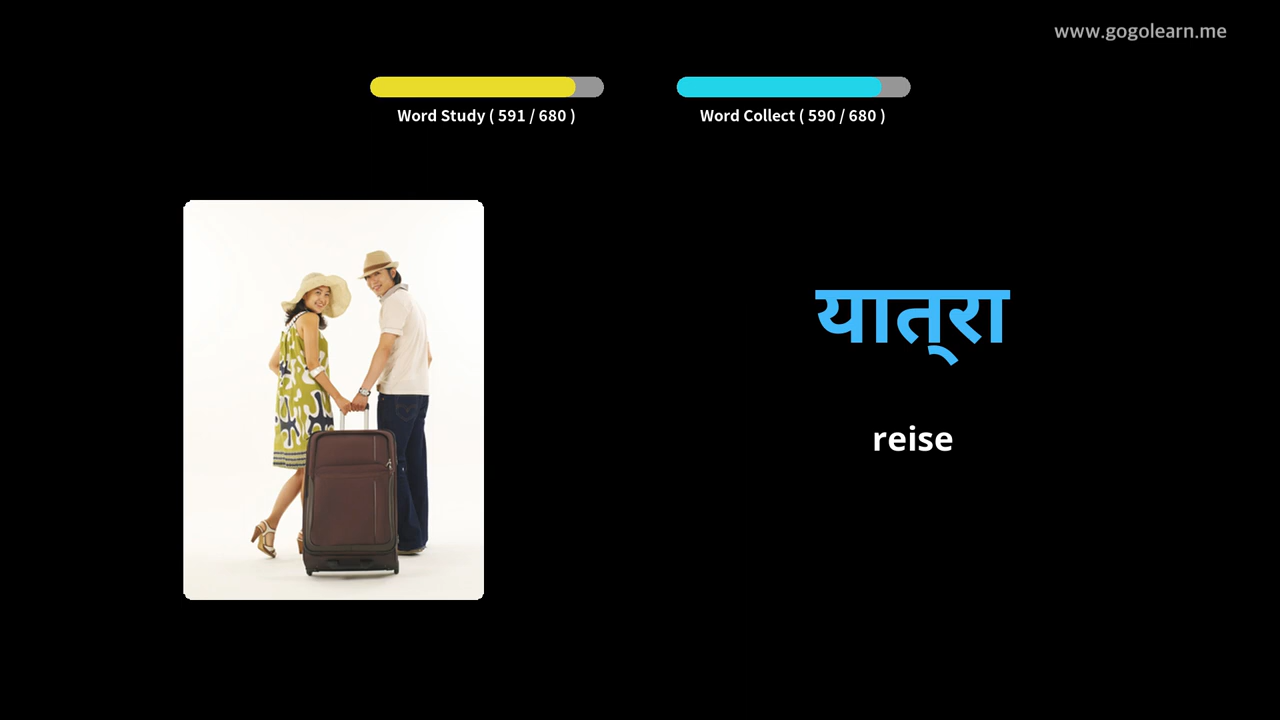 www.gogolearn.me
Word Study ( 591 / 680 )
Word Collect ( 590 / 680 )
यात्‌रा
reise